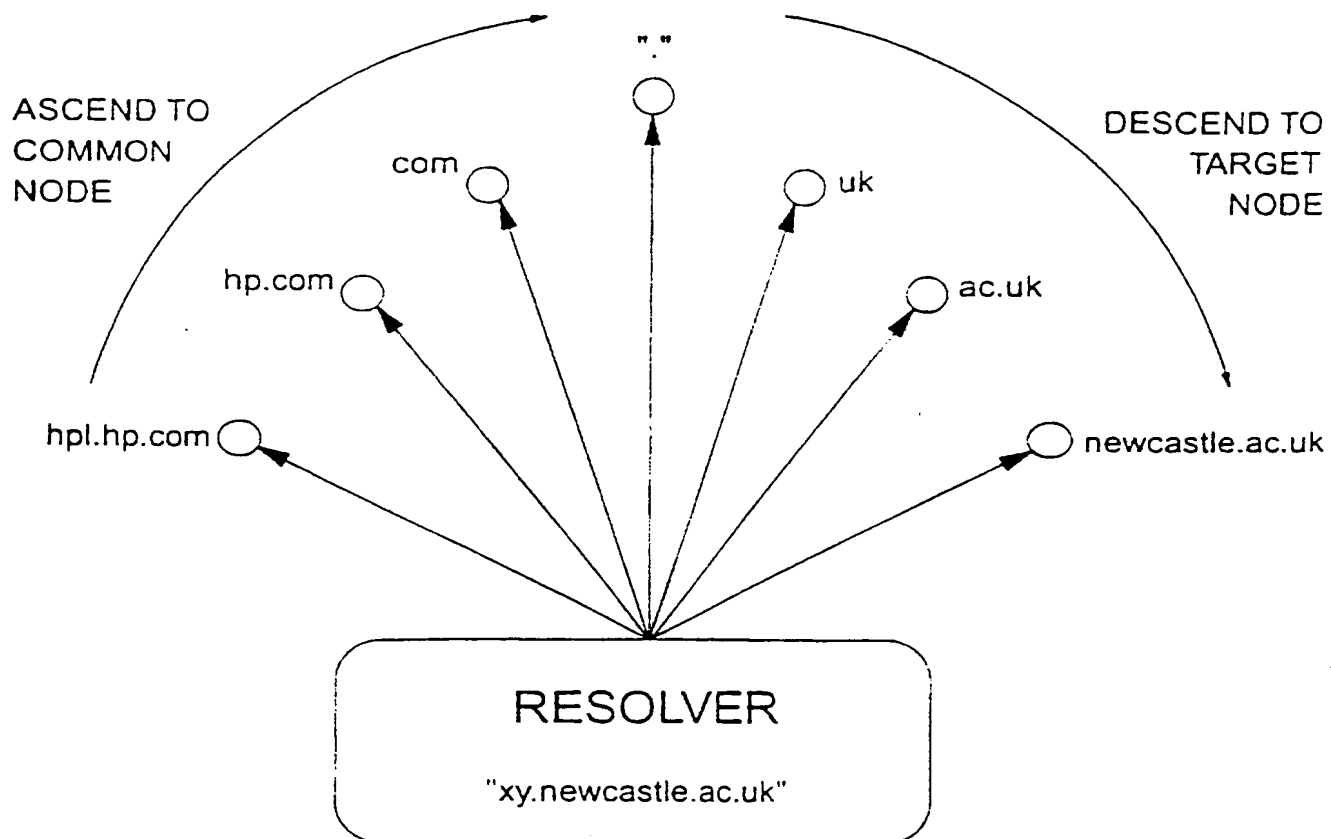 "."
ASCEND TO
COMMON
NODE
DESCEND TO
TARGET
NODE
com
uk
hp.com
ac.uk
hpl.hp.com
newcastle.ac.uk
RESOLVER
"xy.newcastle.ac.uk"